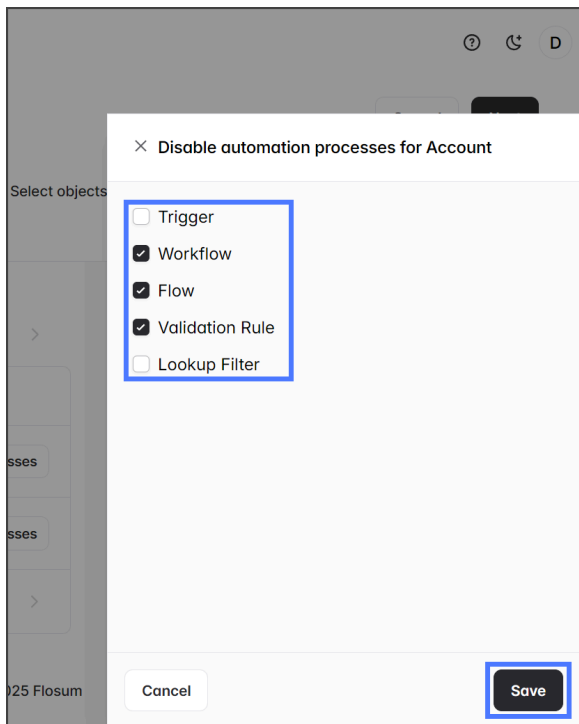 D
Disable automation processes for Account
Select objects
Trigger
Workflow
Flow
Validation Rule
Lookup Filter
sses
sses
025 Flosum
Cancel
Save